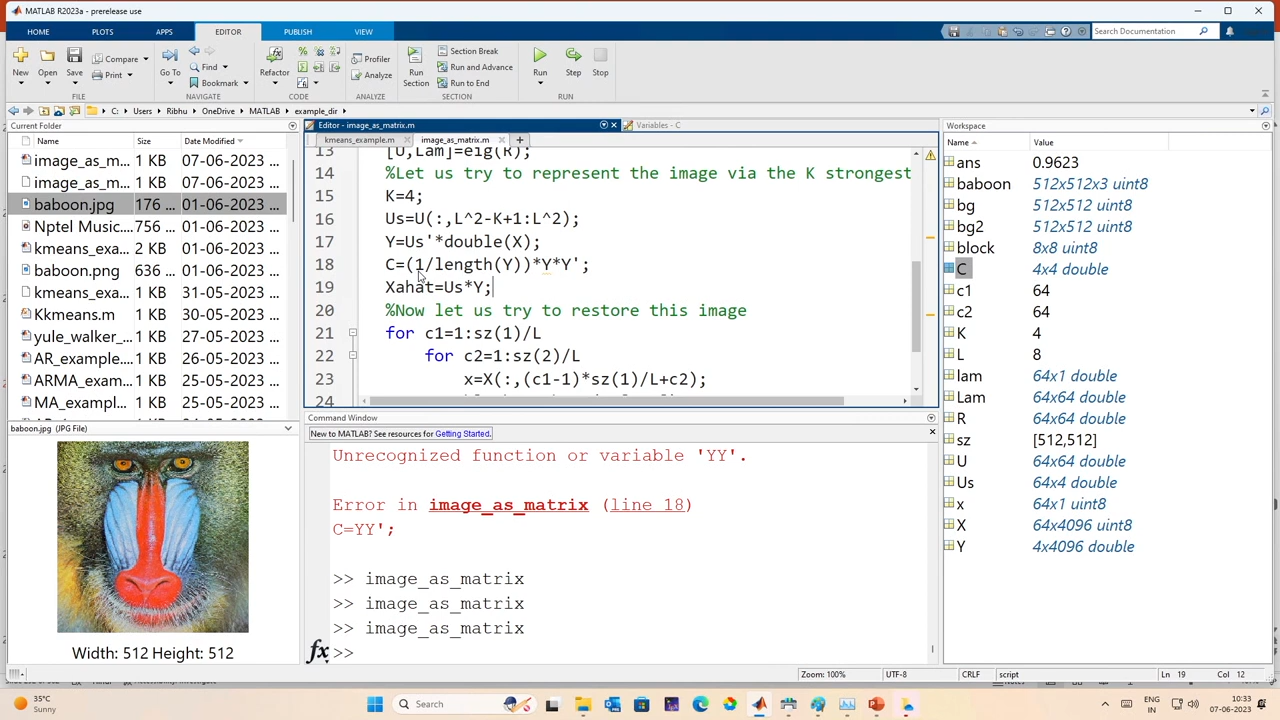 MATLAB R2023a - prerelease use
HOME PLOTS APPS EDITOR PUBLISH VIEW
Search Documentation
New Open Save Compare Print
Go To Find Bookmark
Refactor
Profiler Analyze
Run Section
Section Break
Run and Advance
Run to End
Run Step Stop
FILE NAVIGATE CODE ANALYZE SECTION RUN
C: Users Ribhu OneDrive MATLAB example_dir
Current Folder
Name Size Date Modified
image_as_m... 1 KB 07-06-2023 ...
image_as_m... 1 KB 07-06-2023 ...
baboon.jpg 176 ... 01-06-2023 ...
Nptel Music... 756 ... 01-06-2023 ...
kmeans_exa... 2 KB 01-06-2023 ...
baboon.png 636 ... 01-06-2023 ...
kmeans_exa... 1 KB 31-05-2023 ...
Kkmeans.m 1 KB 30-05-2023 ...
yule_walker_... 1 KB 27-05-2023 ...
AR_example... 1 KB 26-05-2023 ...
ARMA_exam... 1 KB 25-05-2023 ...
MA_exampl... 1 KB 25-05-2023 ...
baboon.jpg (JPG File)
Width: 512 Height: 512
Editor - image_as_matrix.m
Variables - C
kmeans_example.m image_as_matrix.m
13 [U,Lam]=eig(R);
14 %Let us try to represent the image via the K strongest
15 K=4;
16 Us=U(:,L^2-K+1:L^2);
17 Y=Us'*double(X);
18 C=(1/length(Y))*Y*Y';
19 Xahat=Us*Y;
20 %Now let us try to restore this image
21 for c1=1:sz(1)/L
22 for c2=1:sz(2)/L
23 x=X(:,(c1-1)*sz(1)/L+c2);
24
Command Window
New to MATLAB? See resources for Getting Started.
Unrecognized function or variable 'YY'.
Error in image_as_matrix (line 18)
C=YY';
>> image_as_matrix
>> image_as_matrix
>> image_as_matrix
fx >>
Workspace
Name Value
ans 0.9623
baboon 512x512x3 uint8
bg 512x512 uint8
bg2 512x512 uint8
block 8x8 uint8
C 4x4 double
c1 64
c2 64
K 4
L 8
lam 64x1 double
Lam 64x64 double
R 64x64 double
sz [512,512]
U 64x64 double
Us 64x4 double
x 64x1 uint8
X 64x4096 uint8
Y 4x4096 double
Zoom: 100% UTF-8 CRLF script Ln 19 Col 12
35°C
Sunny
Search
ENG
IN
10:33
07-06-2023